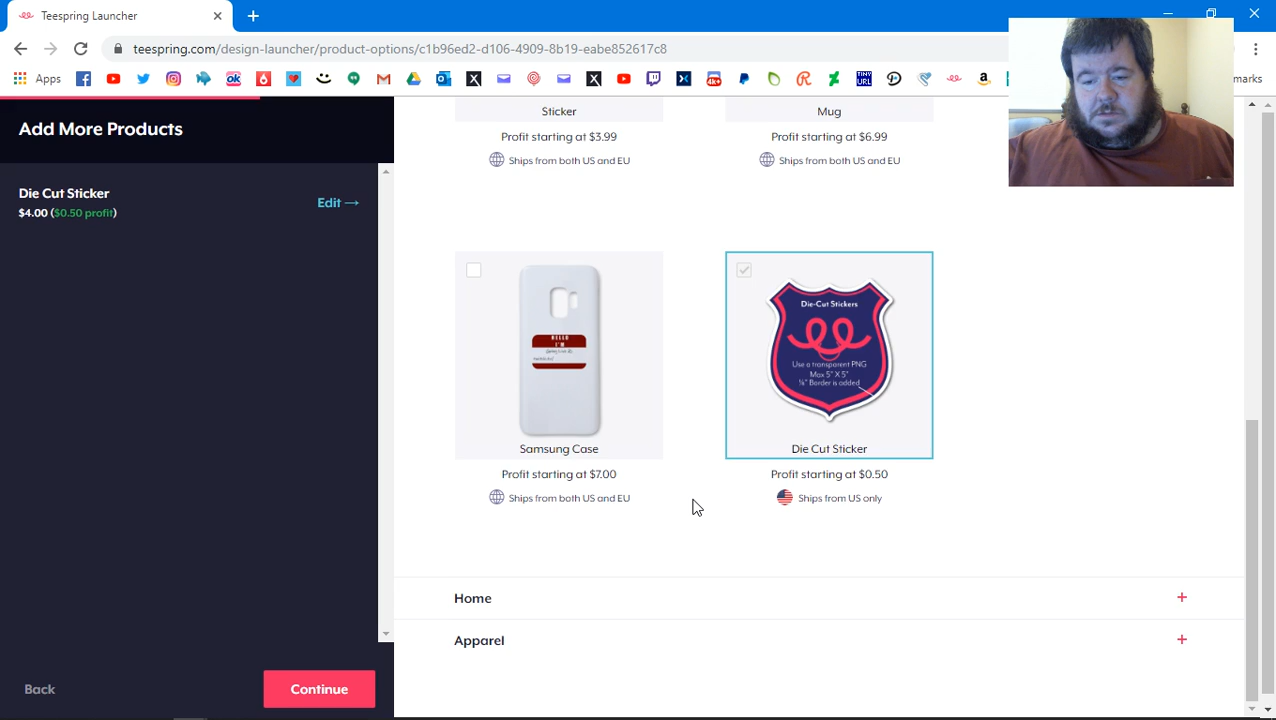 Teespring Launcher
teespring.com/design-launcher/product-options/c1b96ed2-d106-4909-8b19-eabe852617c8
Apps
marks
Add More Products
Die Cut Sticker
$4.00 ($0.50 profit)
Edit →
Sticker
Profit starting at $3.99
Ships from both US and EU
Mug
Profit starting at $6.99
Ships from both US and EU
HELLO
I'M
Samsung Case
Profit starting at $7.00
Ships from both US and EU
Die-Cut Stickers
Use a transparent PNG
Max 5" X 5"
⅛" Border is added
Die Cut Sticker
Profit starting at $0.50
Ships from US only
Home
Apparel
Back
Continue